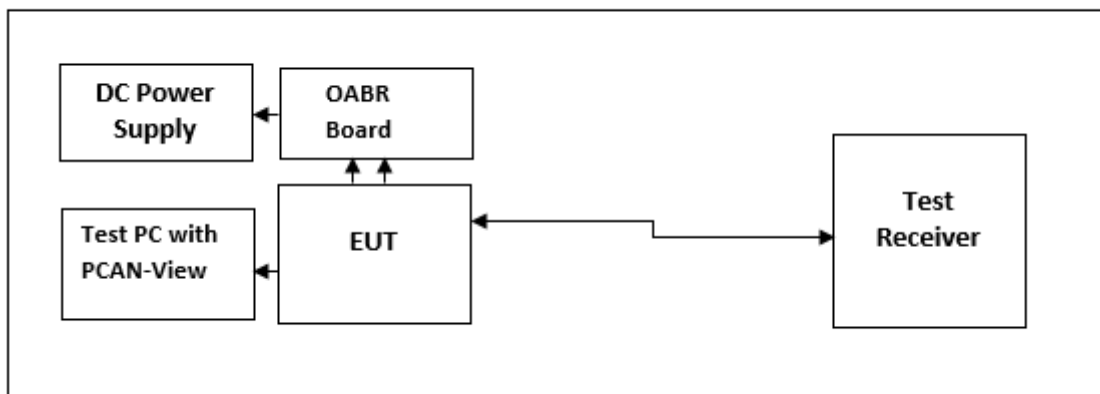 DC Power
Supply
OABR
Board
Test PC with
PCAN-View
EUT
Test
Receiver